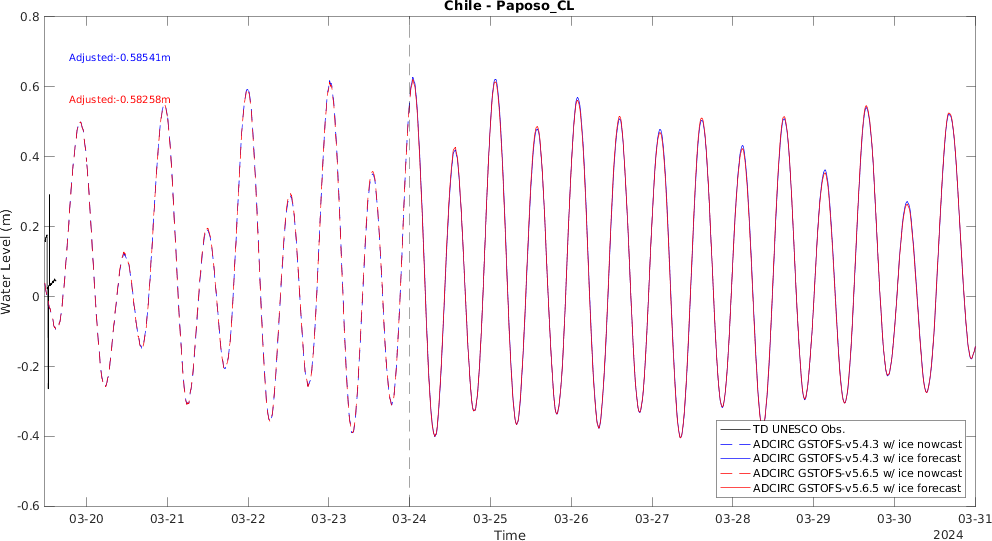 Chile - Paposo_CL
Adjusted:-0.58541m
Adjusted:-0.58258m
Water Level (m)
0.8
0.6
0.4
0.2
0
-0.2
-0.4
-0.6
TD UNESCO Obs.
ADCIRC GSTOFS-v5.4.3 w/ ice nowcast
ADCIRC GSTOFS-v5.4.3 w/ ice forecast
ADCIRC GSTOFS-v5.6.5 w/ ice nowcast
ADCIRC GSTOFS-v5.6.5 w/ ice forecast
03-20 03-21 03-22 03-23 03-24 03-25 03-26 03-27 03-28 03-29 03-30 03-31
Time
2024